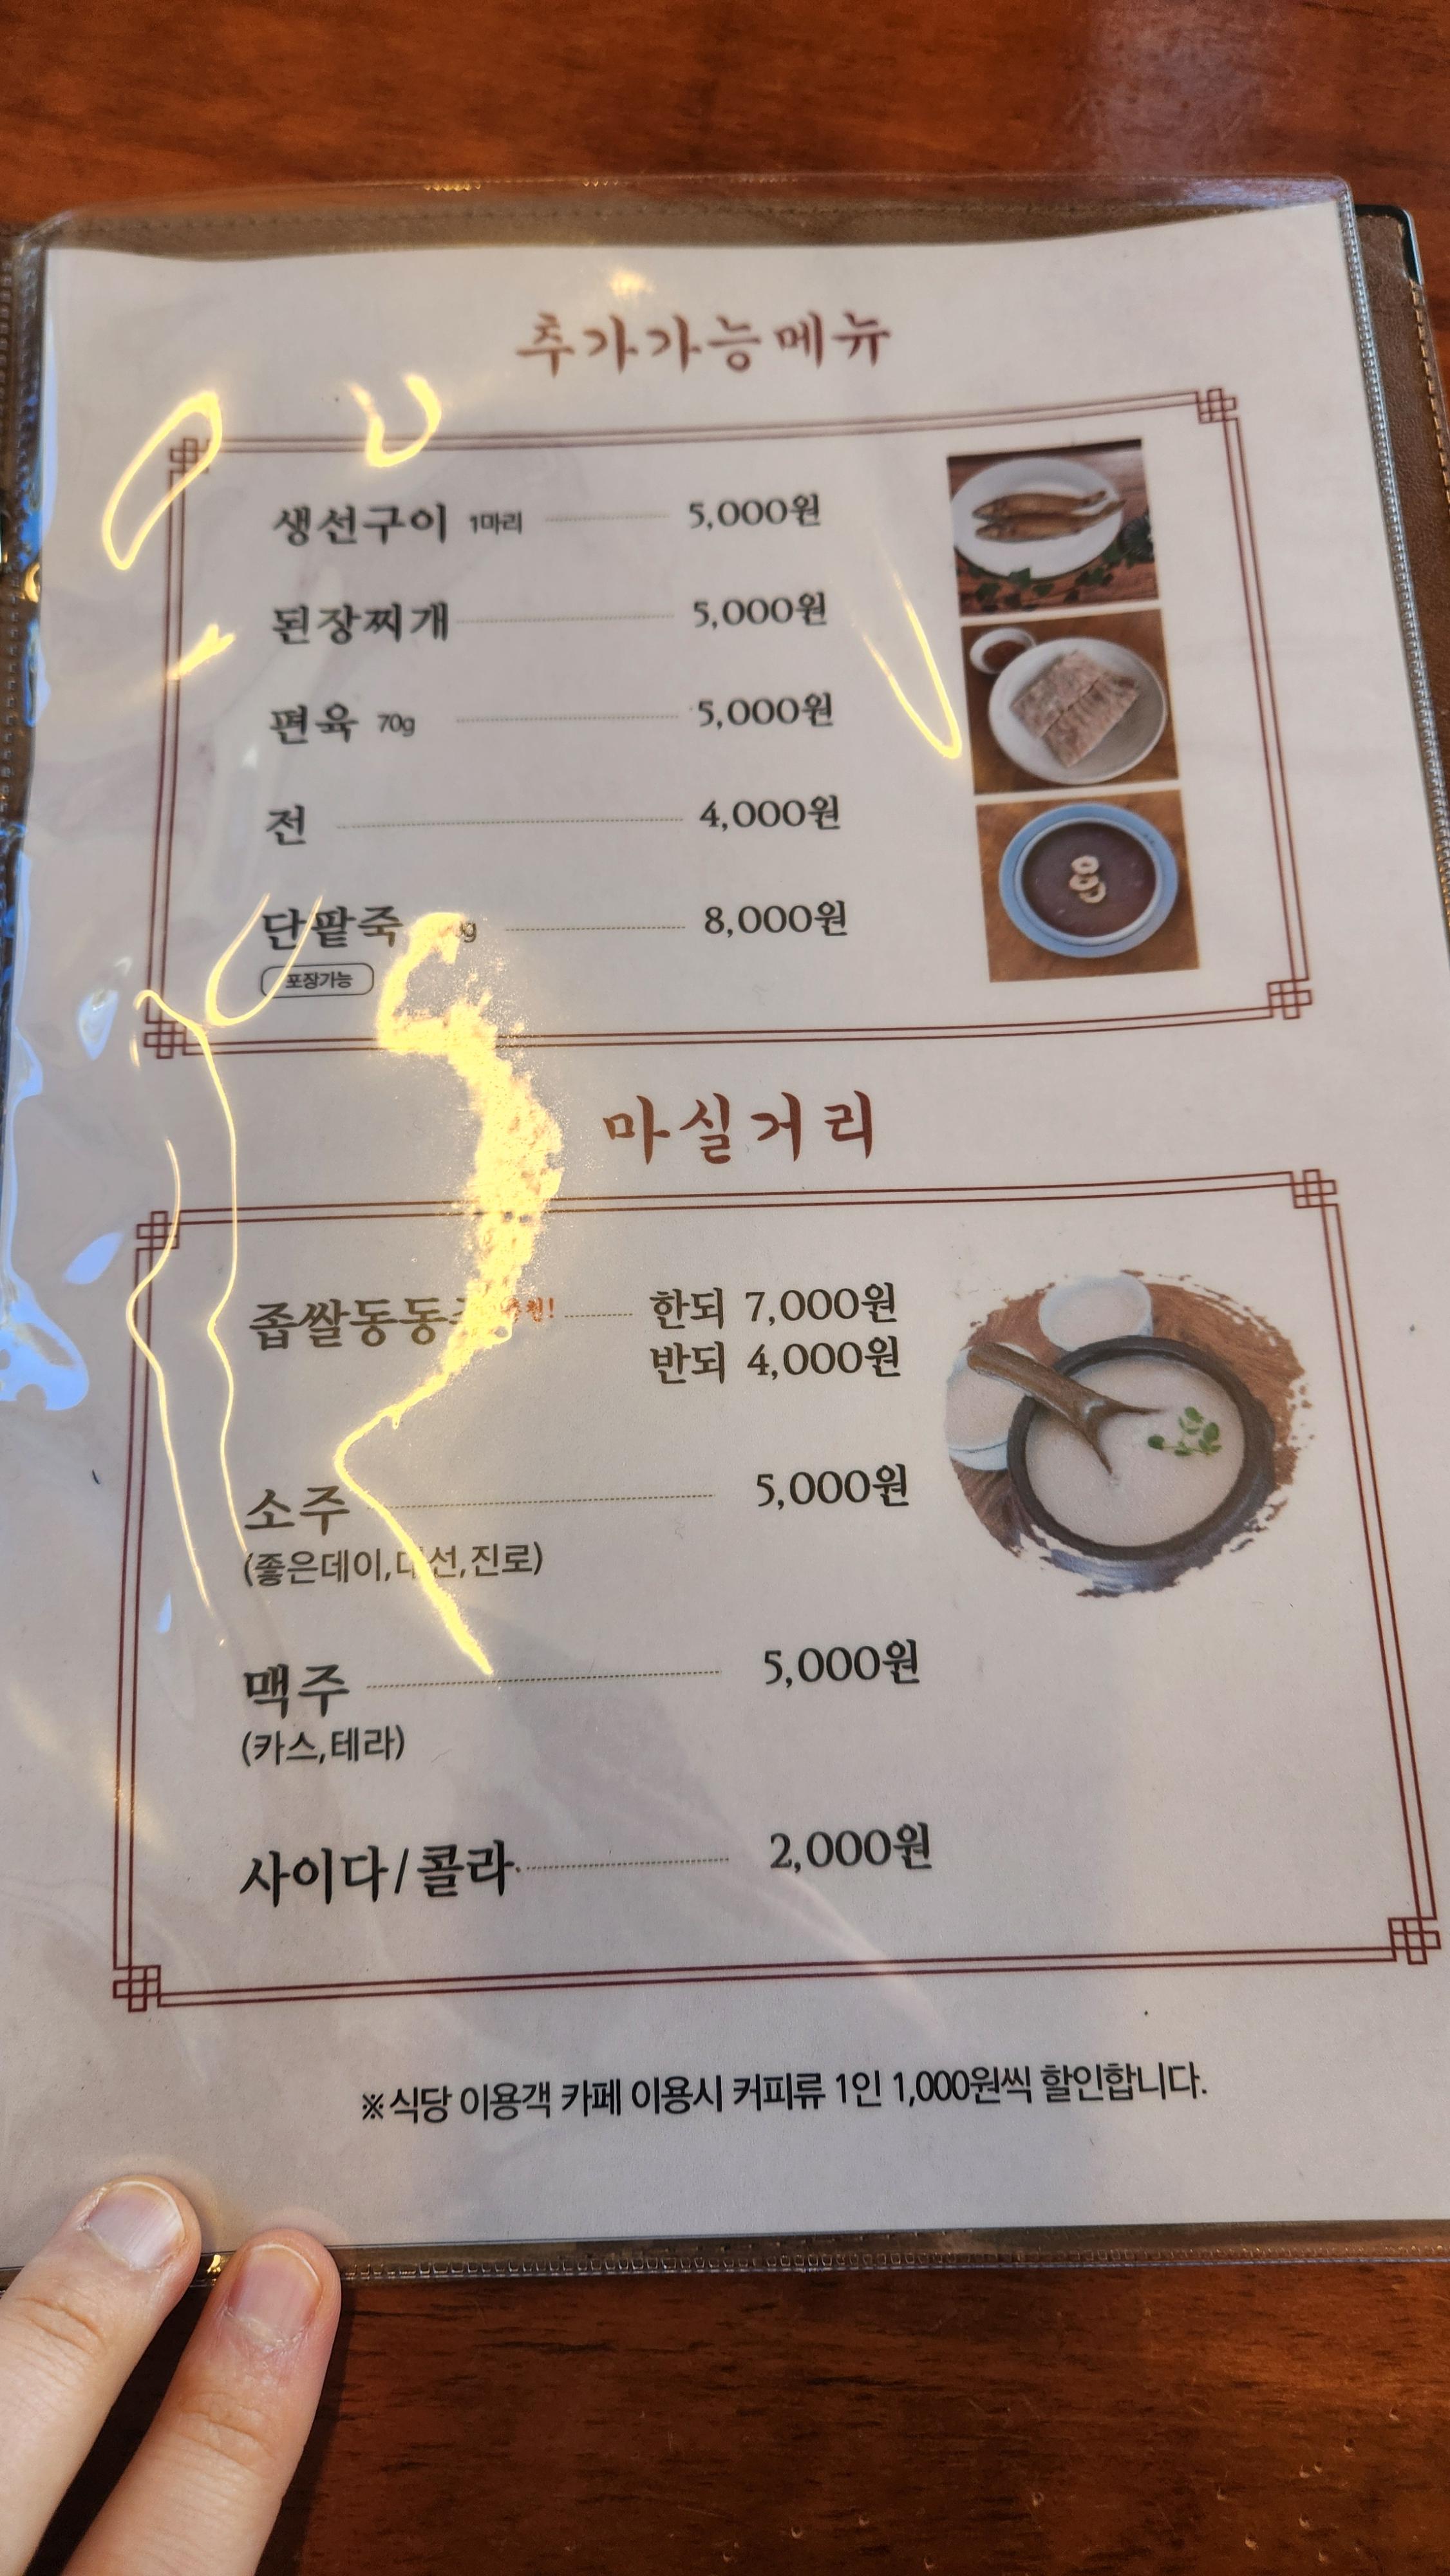 추가가능메뉴
생선구이 1마리 5,000원
된장찌개 5,000원
편육 70g 5,000원
전 4,000원
단팥죽 8,000원
포장가능
마실거리
좁쌀동동 한되 7,000원
반되 4,000원
소주 5,000원
(좋은데이, 진로)
맥주 5,000원
(카스,테라)
사이다/콜라 2,000원
※식당 이용객 카페 이용시 커피류 1인 1,000원씩 할인합니다.